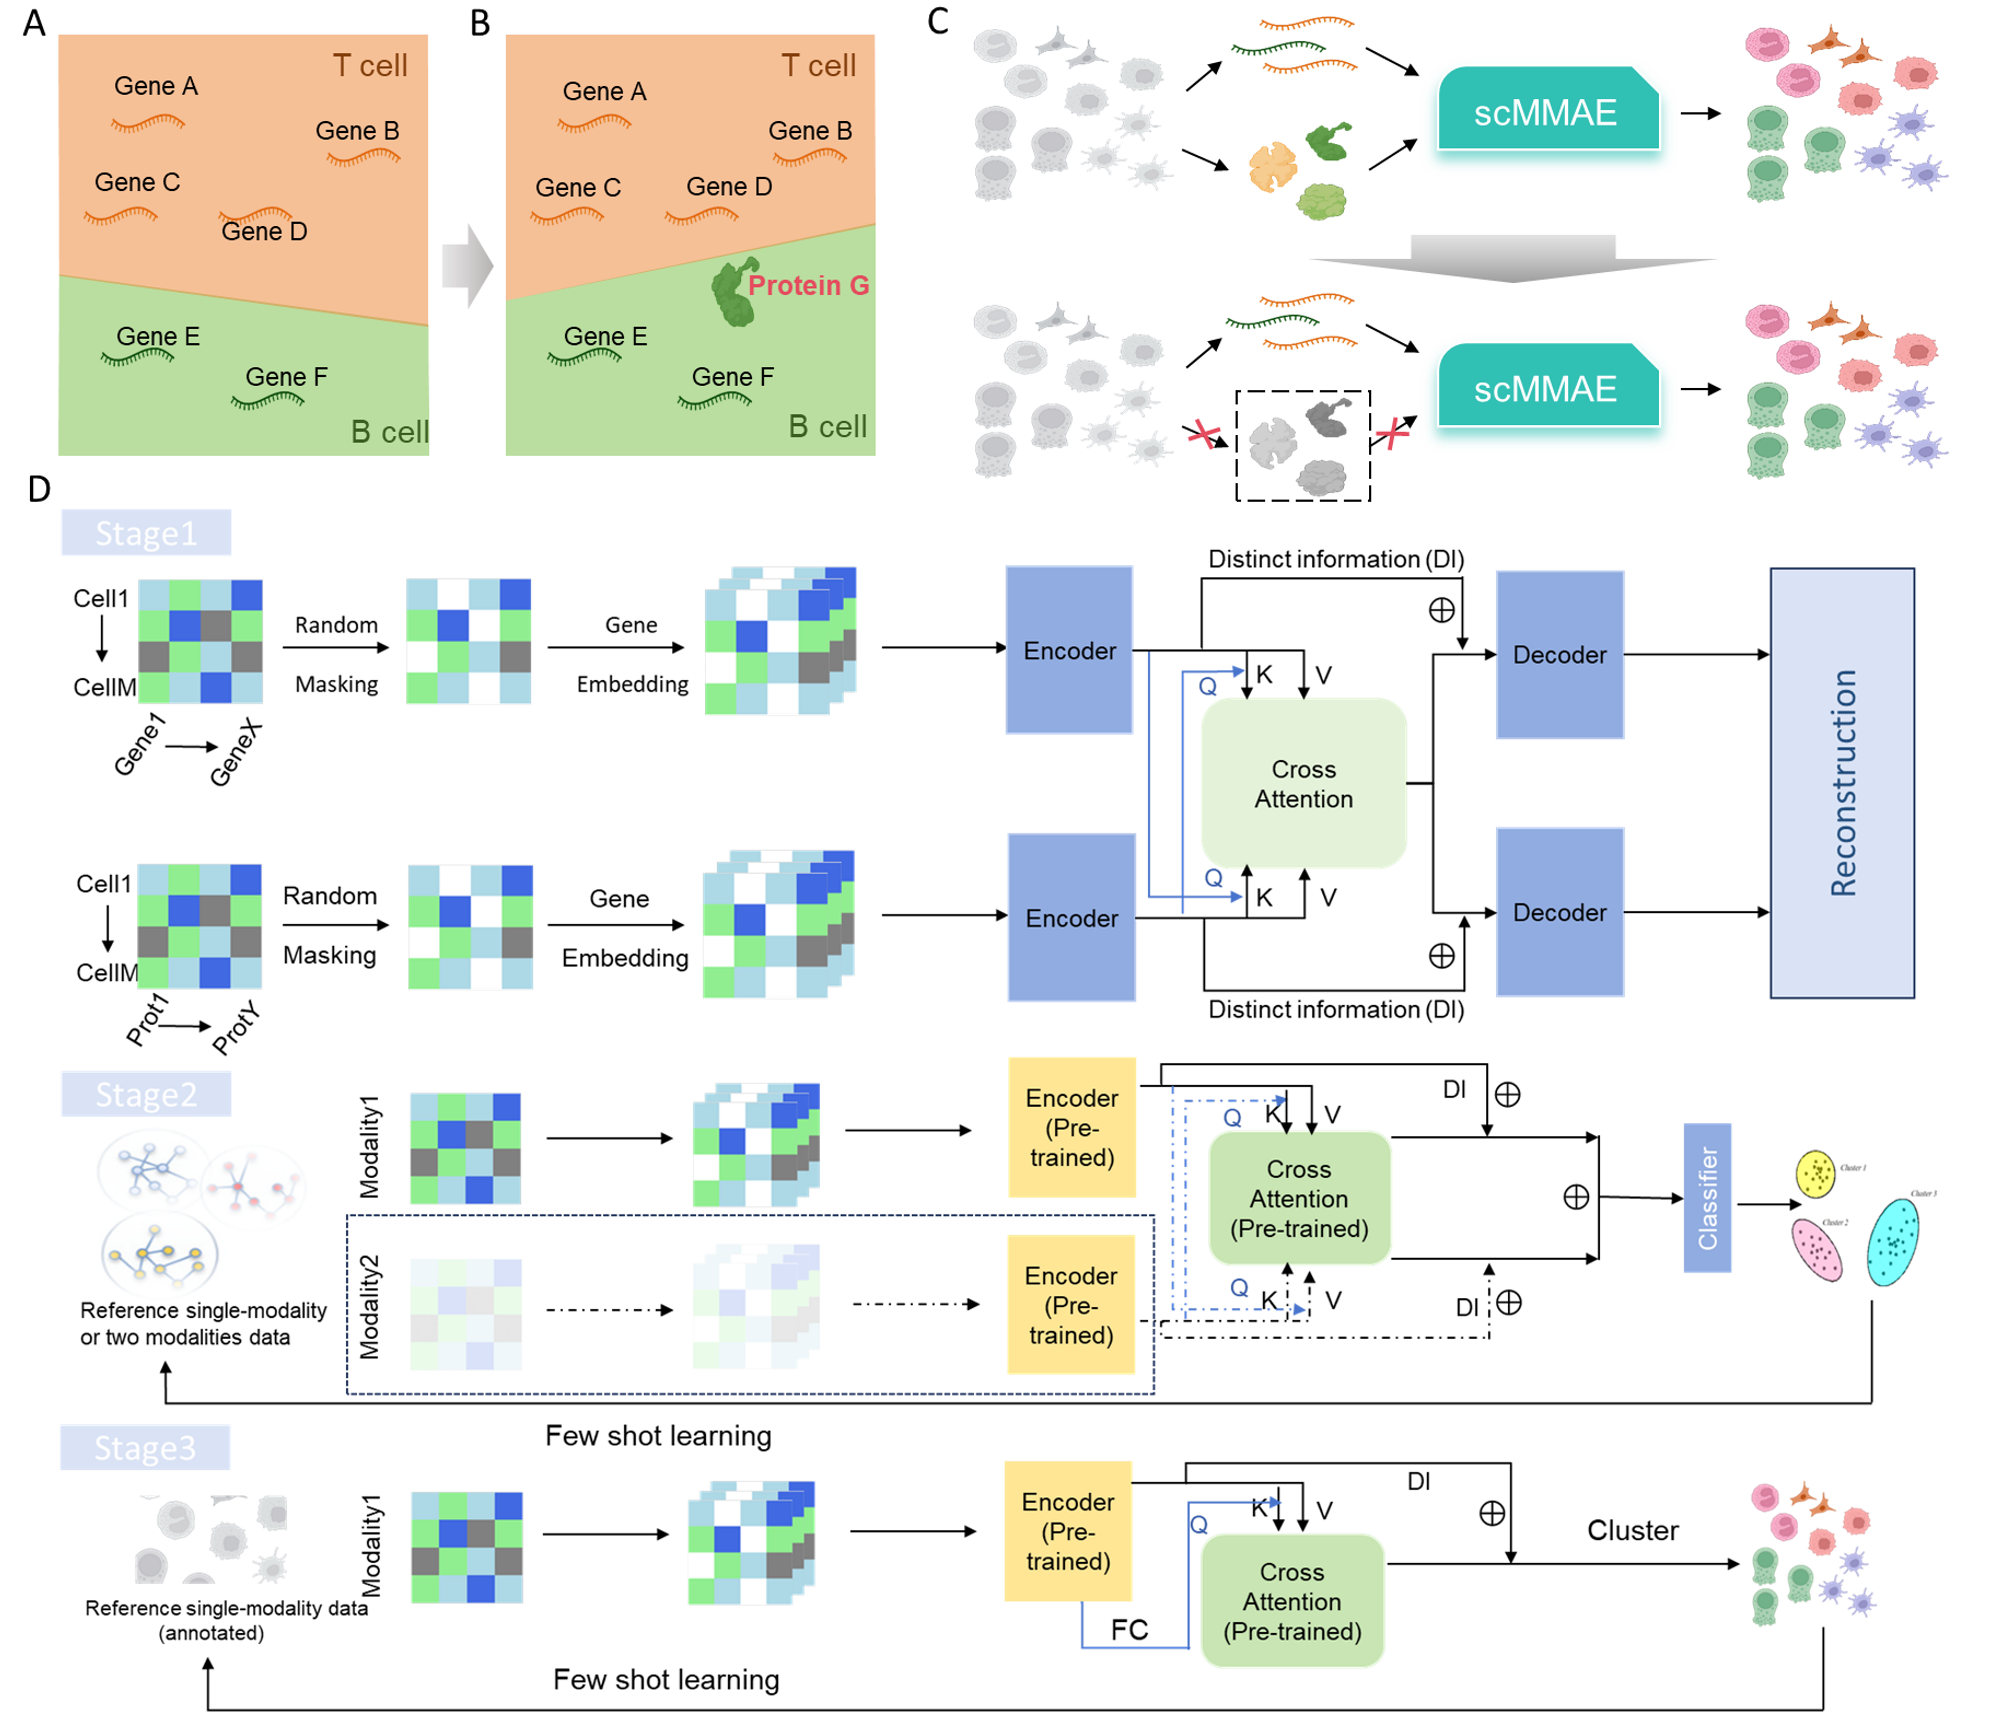 A
T cell
Gene A
Gene B
Gene C
Gene D
Gene E
Gene F
B cell
B
T cell
Gene A
Gene B
Gene C
Gene D
Protein G
Gene E
Gene F
B cell
C
scMMAE
scMMAE
D
Stage1
Cell1
CellM
Gene1
GeneX
Random
Masking
Gene
Embedding
Encoder
Distinct information (DI)
Q
K
V
Cross
Attention
Decoder
Reconstruction
Cell1
CellM
Prot1
ProtY
Random
Masking
Gene
Embedding
Encoder
Q
K
V
Distinct information (DI)
Decoder
Stage2
Reference single-modality
or two modalities data
Modality1
Encoder
(Pre-
trained)
Q
K
V
DI
Cross
Attention
(Pre-trained)
Modality2
Encoder
(Pre-
trained)
Q
K
V
DI
Classifier
Cluster 1
Cluster 2
Cluster 3
Few shot learning
Stage3
Reference single-modality data
(annotated)
Modality1
Encoder
(Pre-
trained)
FC
Q
K
V
DI
Cross
Attention
(Pre-trained)
Cluster
Few shot learning